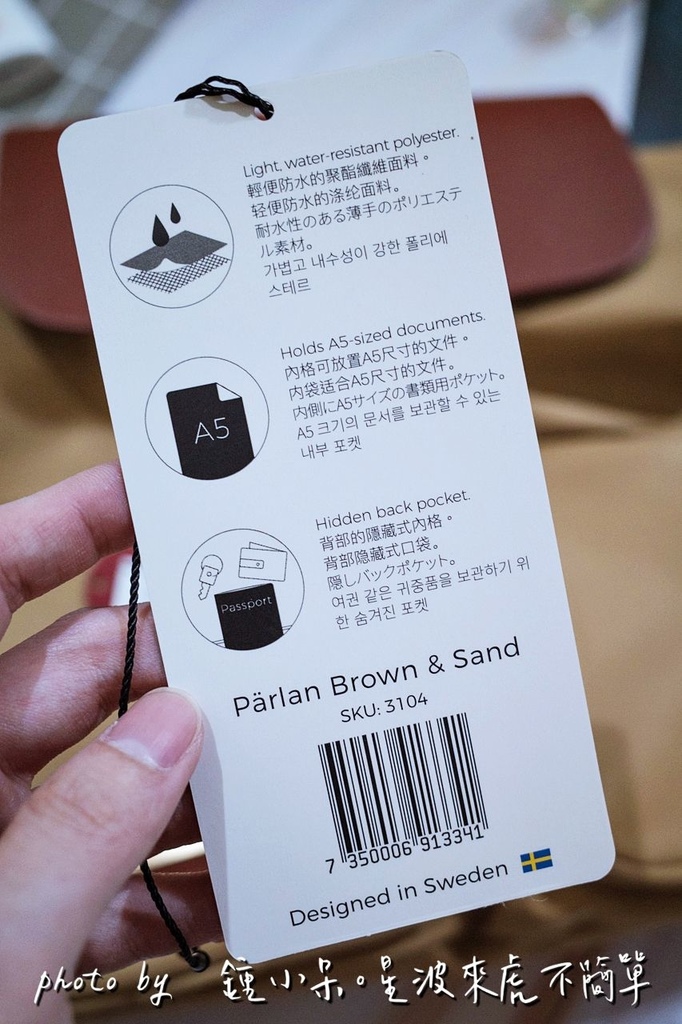 Light, water-resistant polyester.
輕便防水的聚酯纖維面料。
轻便防水的涤纶面料。
耐水性のある薄手のポリエステ
ル素材。
가볍고 내수성이 강한 폴리에
스테르
A5
Holds A5-sized documents.
內格可放置A5尺寸的文件。
内袋适合A5尺寸的文件。
内側にA5サイズの書類用ポケット。
A5 크기의 문서를 보관할 수 있는
내부 포켓
Passport
Hidden back pocket.
背部的隱藏式內格。
背部隐藏式口袋。
隠しバックポケット。
여권 같은 귀중품을 보관하기 위
한 숨겨진 포켓
Pärlan Brown & Sand
SKU: 3104
7 350006 913341
Designed in Sweden
photo by 鍾小呆。星波來虎不簡單